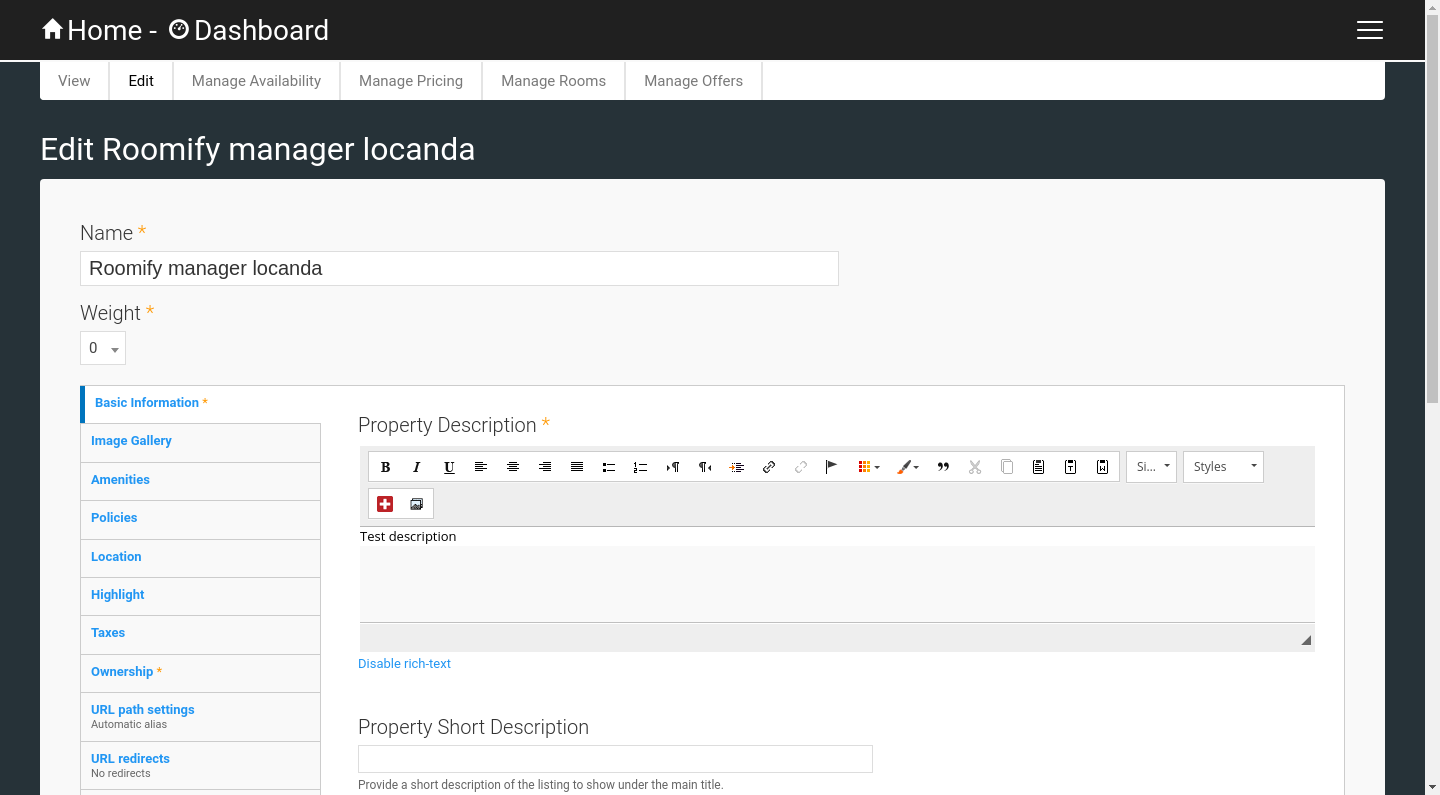 Home - Dashboard
View Edit Manage Availability Manage Pricing Manage Rooms Manage Offers
Edit Roomify manager locanda
Name *
Roomify manager locanda
Weight *
0
Basic Information *
Image Gallery
Amenities
Policies
Location
Highlight
Taxes
Ownership *
URL path settings
Automatic alias
URL redirects
No redirects
Property Description *
B I U Si... Styles
Test description
Disable rich-text
Property Short Description
Provide a short description of the listing to show under the main title.